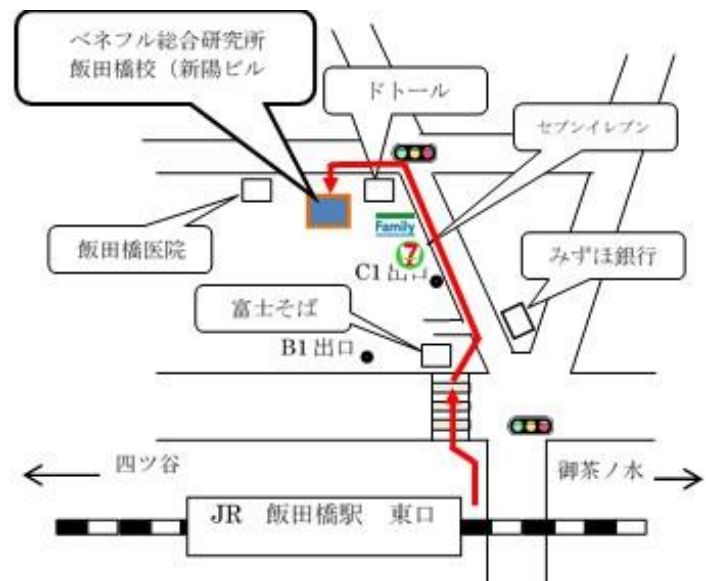 ベネフル総合研究所
飯田橋校（新陽ビル
ドトール
セブンイレブン
飯田橋医院
Family
7
C1出口
みずほ銀行
富士そば
B1出口
四ツ谷
御茶ノ水
JR 飯田橋駅 東口